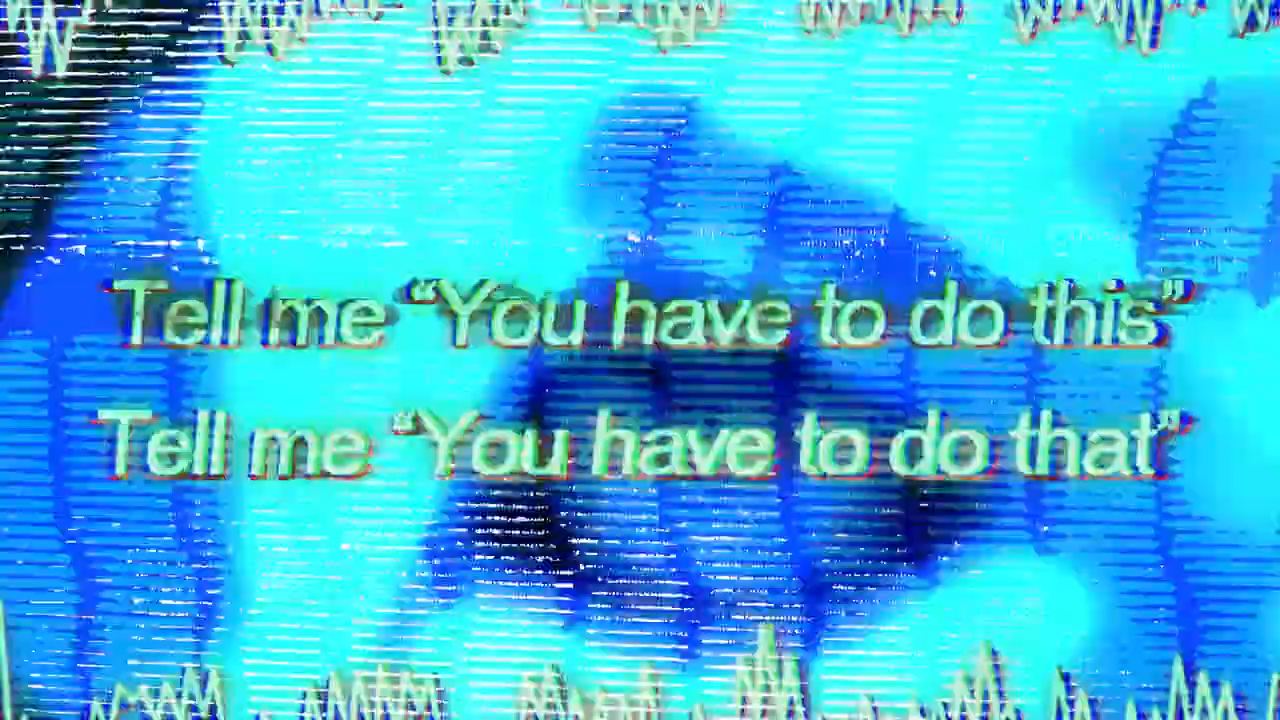 Tell me “You have to do this”
Tell me “You have to do that”